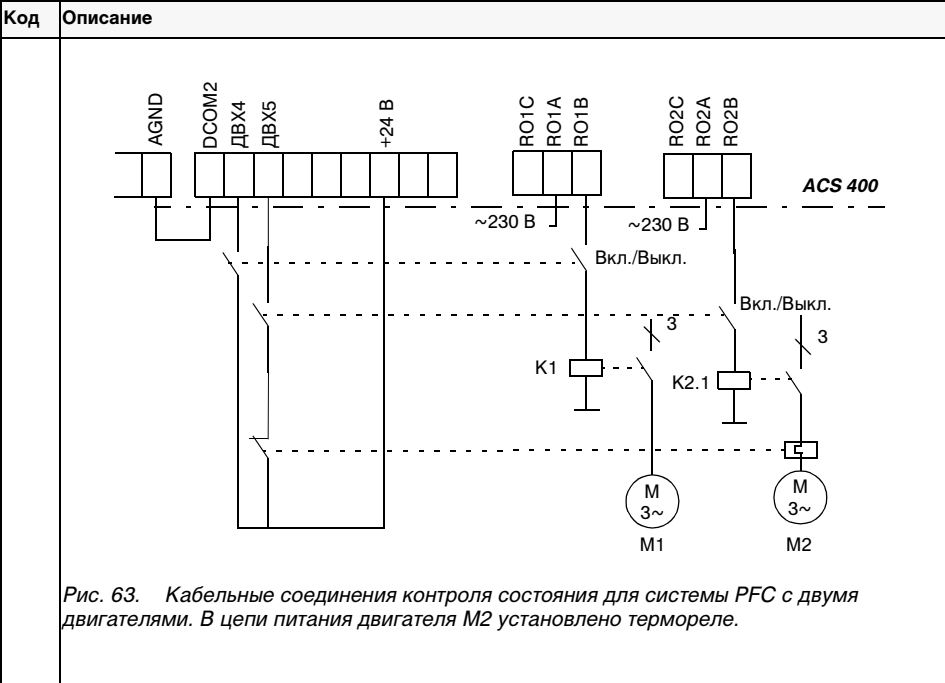 Код Описание
AGND DCOM2 ДВХ4 ДВХ5 +24 В RO1C RO1A RO1B RO2C RO2A RO2B
ACS 400
~230 В ~230 В
Вкл./Выкл.
Вкл./Выкл.
3 3
K1 K2.1
M 3~ M 3~
M1 M2
Рис. 63. Кабельные соединения контроля состояния для системы PFC с двумя
двигателями. В цепи питания двигателя М2 установлено термореле.